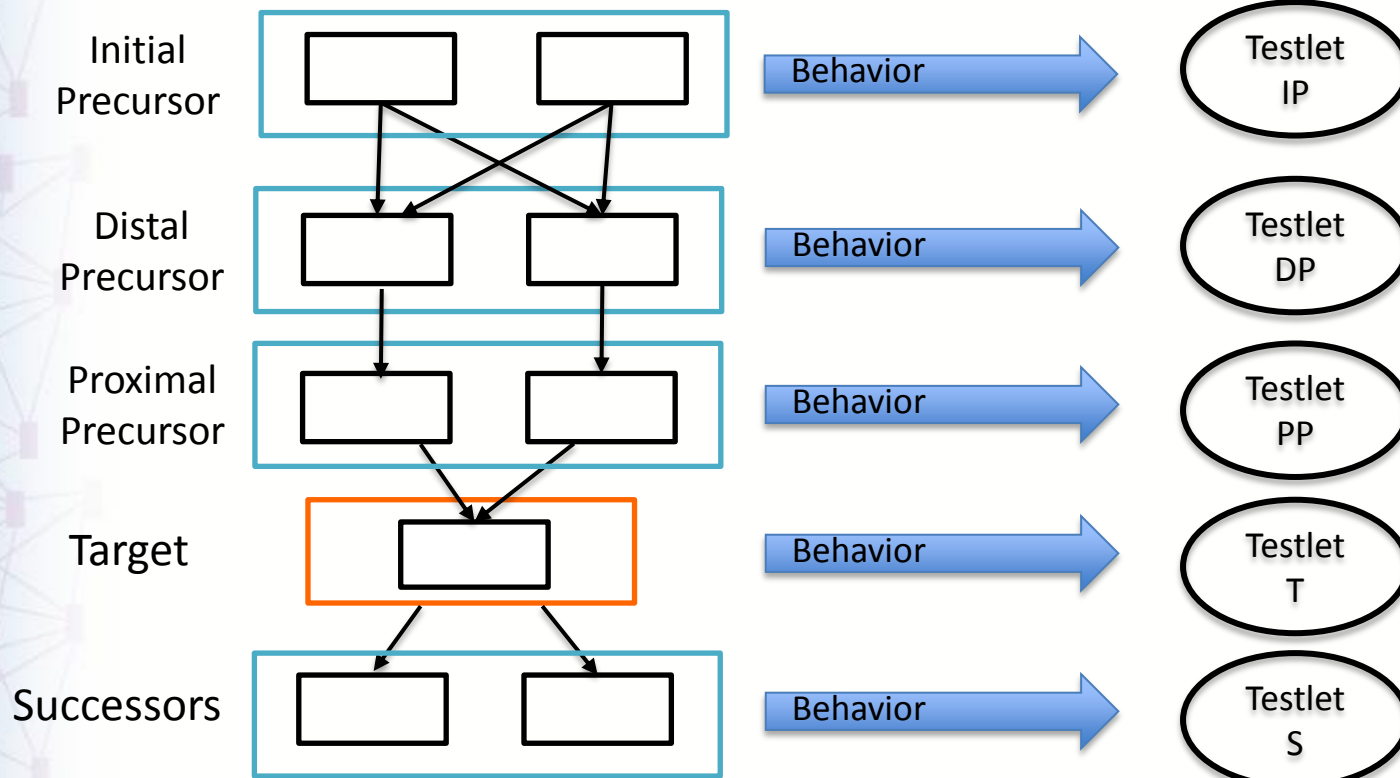 Initial
Precursor
Behavior
Testlet
IP
Distal
Precursor
Behavior
Testlet
DP
Proximal
Precursor
Behavior
Testlet
PP
Target
Behavior
Testlet
T
Successors
Behavior
Testlet
S